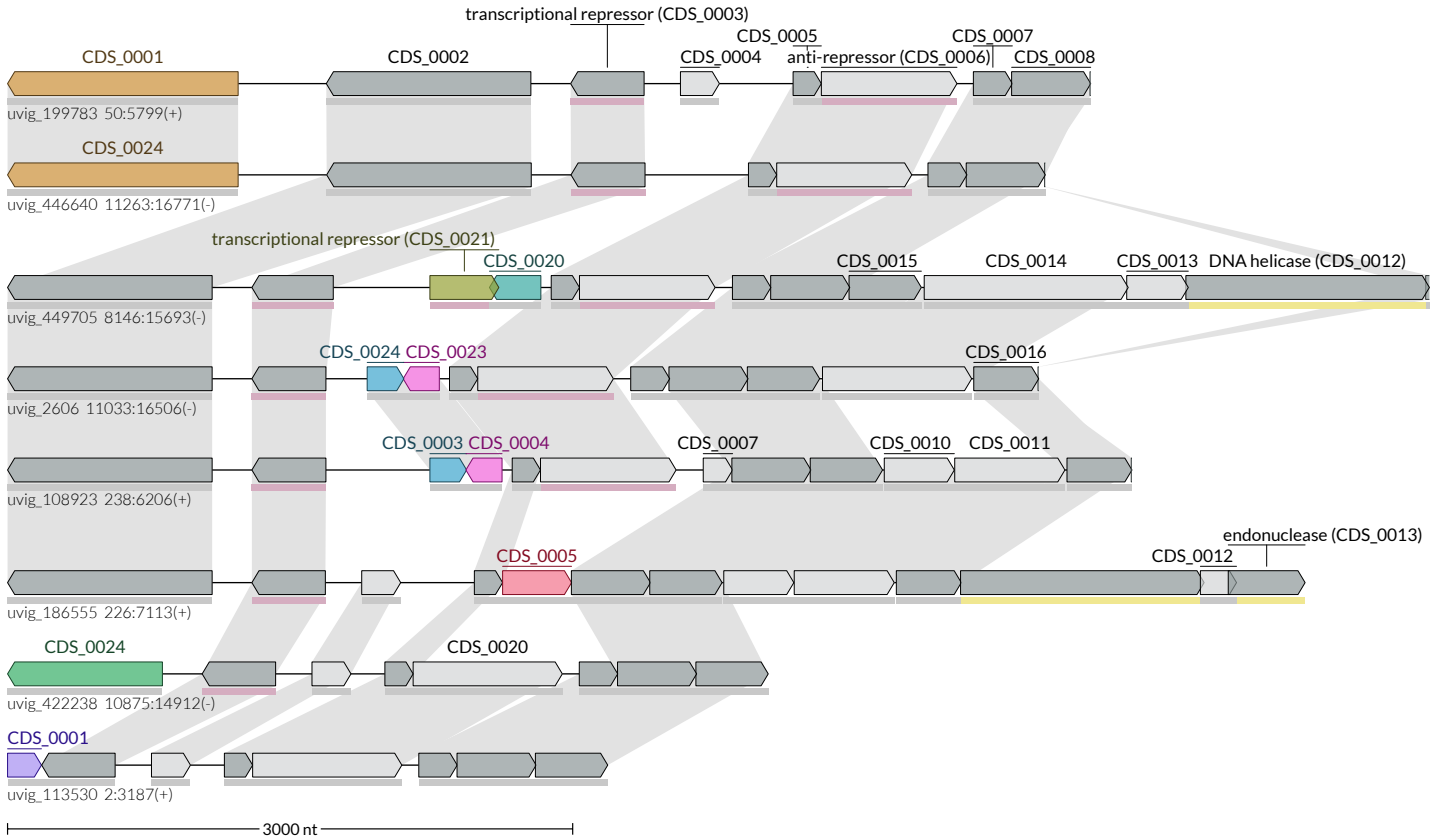 transcriptional repressor (CDS_0003)
CDS_0005 CDS_0007
CDS_0001 CDS_0002 CDS_0004 anti-repressor (CDS_0006) CDS_0008
uvig_199783 50:5799(+)
CDS_0024
uvig_446640 11263:16771(-)
transcriptional repressor (CDS_0021)
CDS_0020 CDS_0015 CDS_0014 CDS_0013 DNA helicase (CDS_0012)
uvig_449705 8146:15693(-)
CDS_0024 CDS_0023 CDS_0016
uvig_2606 11033:16506(-)
CDS_0003 CDS_0004 CDS_0007 CDS_0010 CDS_0011
uvig_108923 238:6206(+)
endonuclease (CDS_0013)
CDS_0005 CDS_0012
uvig_186555 226:7113(+)
CDS_0024 CDS_0020
uvig_422238 10875:14912(-)
CDS_0001
uvig_113530 2:3187(+)
3000 nt